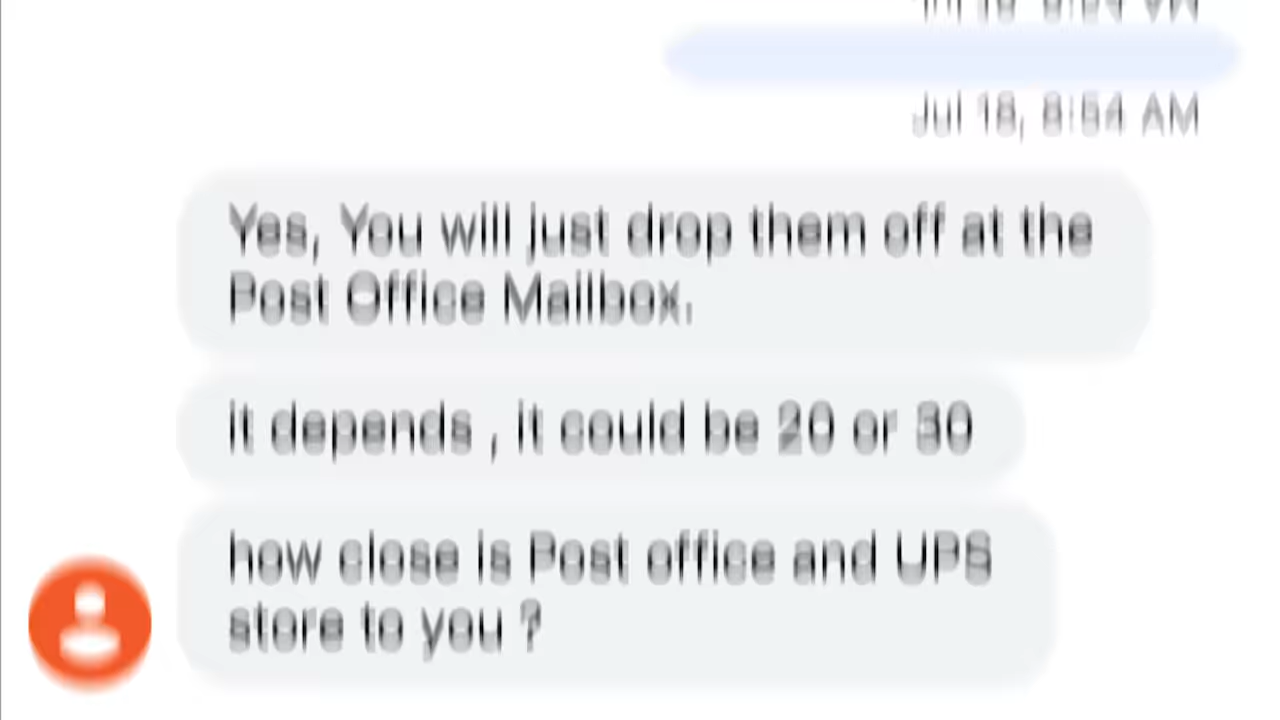 Jul 18, 8:54 AM
Yes, You will just drop them off at the
Post Office Mailbox.
it depends , it could be 20 or 30
how close is Post office and UPS
store to you ?